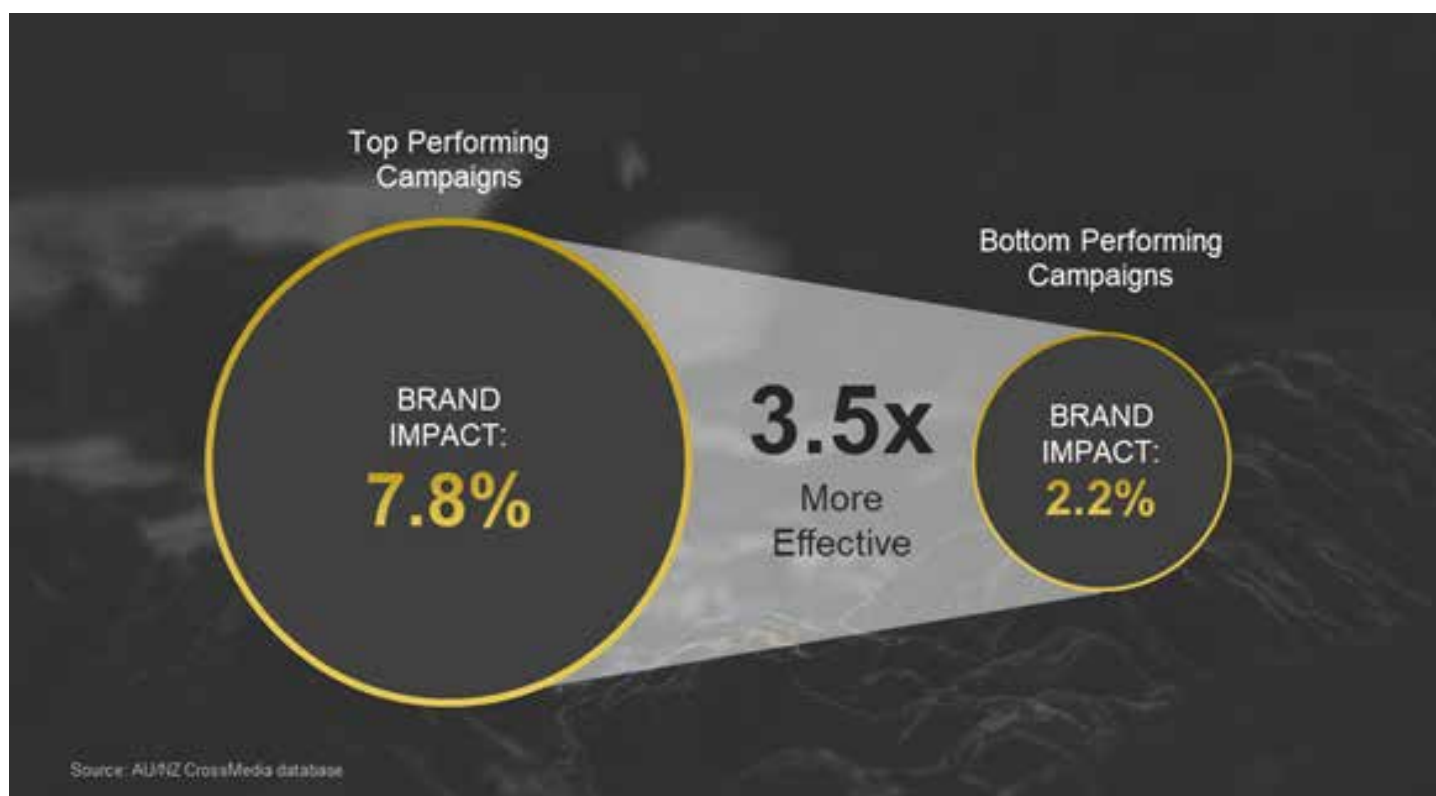 Top Performing
Campaigns
Bottom Performing
Campaigns
BRAND
IMPACT:
7.8%
3.5x
More
Effective
BRAND
IMPACT:
2.2%
Source: AU/NZ CrossMedia database